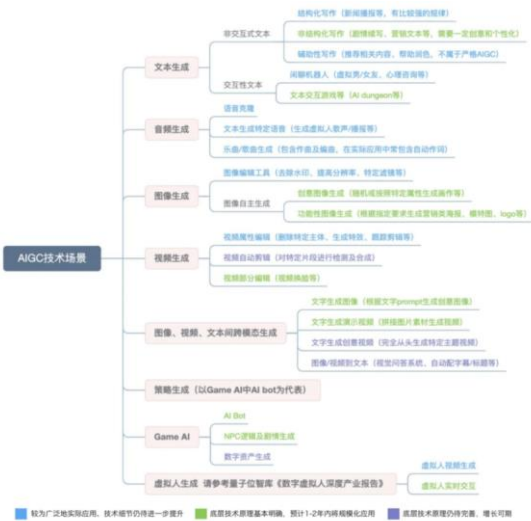 结构化写作（新闻播报等，有比较强的规律）
非交互式文本
非结构化写作（剧情续写、营销文本等，需要一定创意和个性化）
辅助性写作（推荐相关内容、帮助润色，不属于严格AIGC）
文本生成
闲聊机器人（虚拟男/女友、心理咨询等）
交互性文本
文本交互游戏等（AI dungeon等）
语音克隆
音频生成
文本生成特定语音（生成虚拟人歌声/播报等）
乐曲/歌曲生成（包含作曲及编曲，在实际应用中常包含自动作词）
图像编辑工具（去除水印、提高分辨率、特定滤镜等）
图像生成
创意图像生成（随机或按照特定属性生成画作等）
图像自主生成
功能性图像生成（根据指定要求生成营销类海报、模特图、logo等）
视频属性编辑（删除特定主体、生成特效、跟踪剪辑等）
AIGC技术场景
视频生成
视频自动剪辑（对特定片段进行检测及合成）
视频部分编辑（视频换脸等）
文字生成图像（根据文字prompt生成创意图像）
文字生成演示视频（拼接图片素材生成视频）
图像、视频、文本间跨模态生成
文字生成创意视频（完全从头生成特定主题视频）
图像/视频到文本（视觉问答系统、自动配字幕/标题等）
策略生成（以Game AI中AI bot为代表）
AI Bot
Game AI
NPC逻辑及剧情生成
数字资产生成
虚拟人视频生成
虚拟人生成 请参考量子位智库《数字虚拟人深度产业报告》
虚拟人实时交互
较为广泛地实际应用，技术细节仍待进一步提升
底层技术原理基本明确，预计1-2年内将规模化应用
底层技术原理仍待完善，增长可期